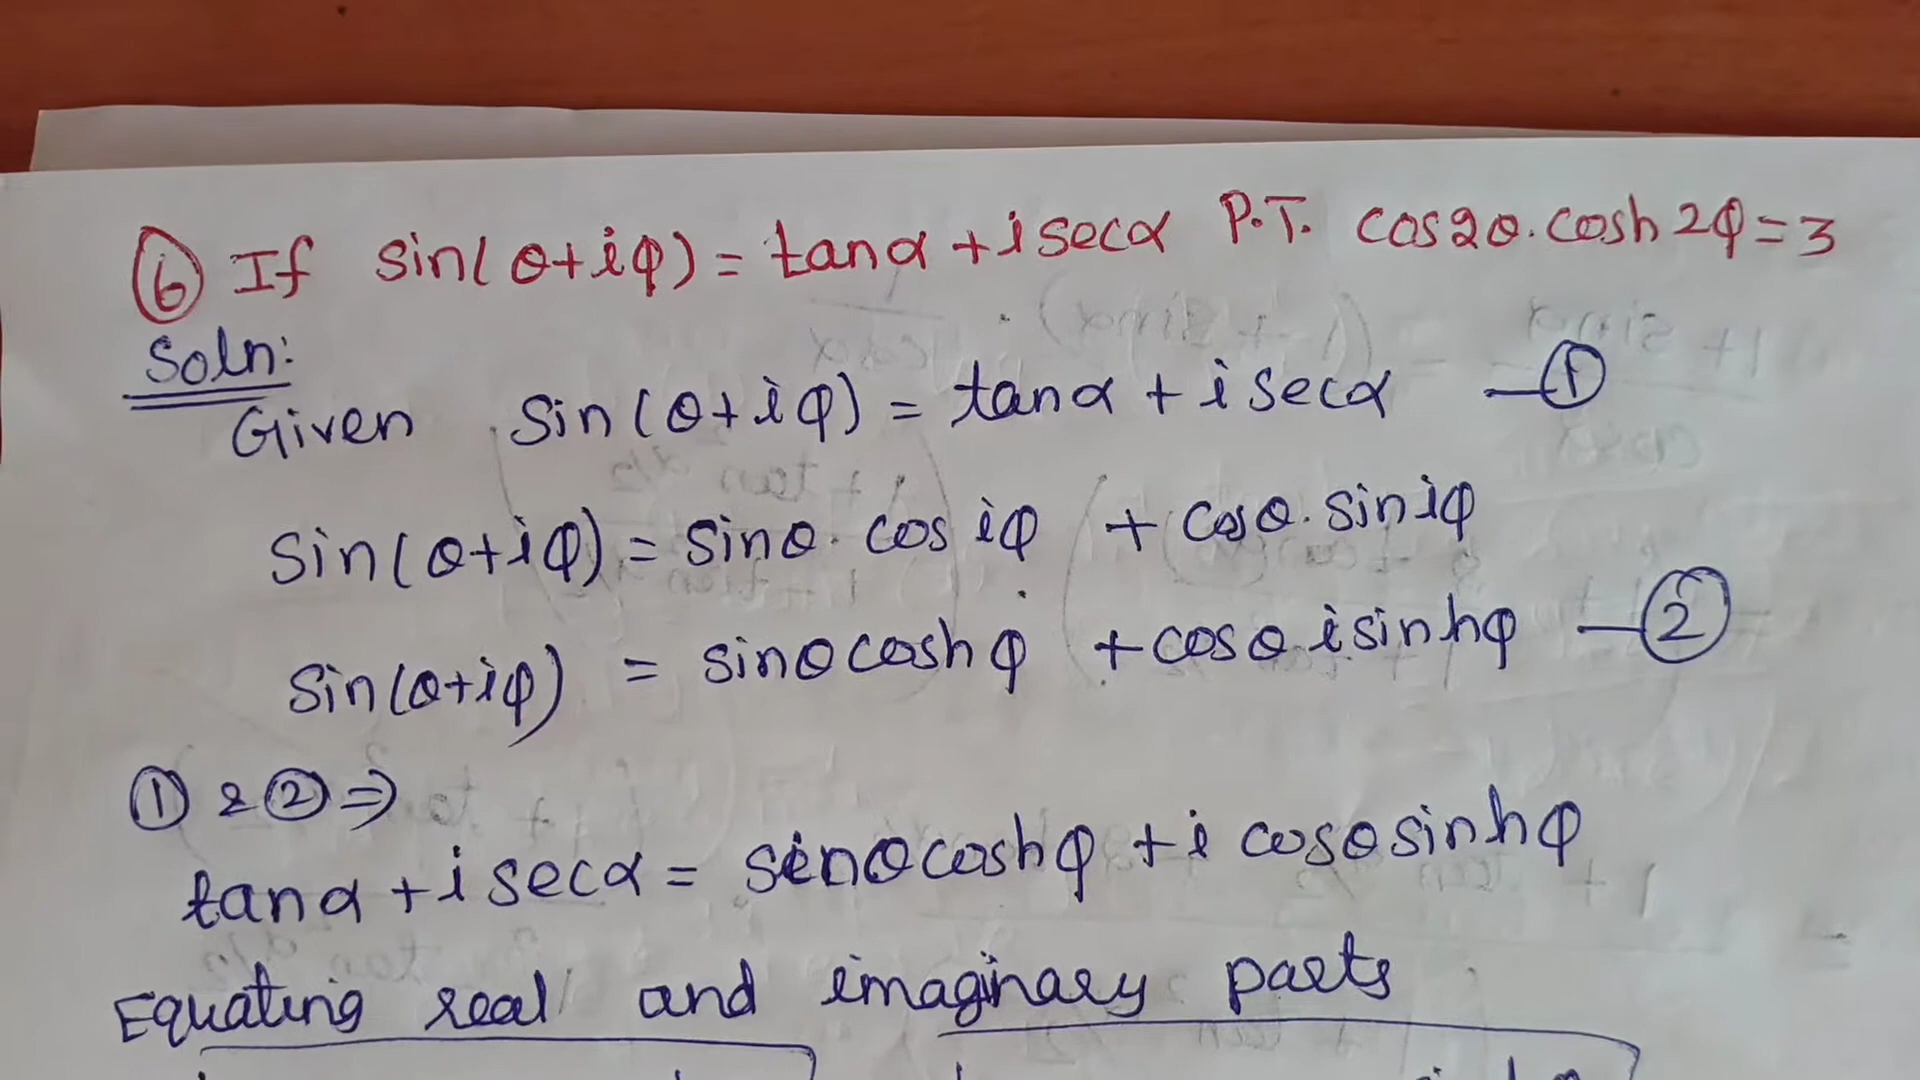 ⑥ If sin(θ+iφ) = tanα + i secα P.T. cos2θ.cosh2φ=3
Soln:
Given sin(θ+iφ) = tanα + i secα —①
sin(θ+iφ) = sinθ. cos iφ + cosθ. sin iφ
sin(θ+iφ) = sinθ coshφ + cosθ i sinhφ —②
① & ② ⇒
tanα + i secα = sinθ coshφ + i cosθ sinhφ
Equating real and imaginary parts